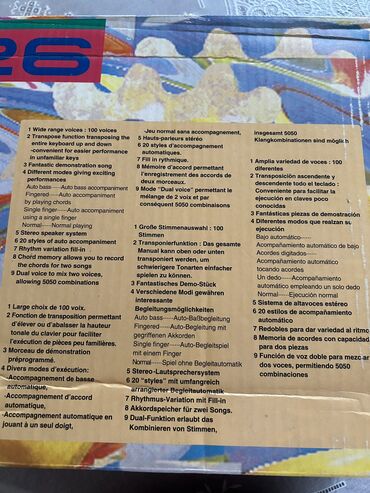 26
1 Wide range voices : 100 voices
2 Transpose function transposing the
entire keyboard up and down
-convenient for easier performance
in unfamiliar keys
3 Fantastic demonstration song
4 Different modes giving exciting
performances
Auto bass-----Auto bass accompaniment
Fingered-----Auto accompaniment
by playing chords
Single finger-----Auto accompaniment
using a single finger
Normal-----Normal playing
5 Stereo speaker system
6 20 styles of auto accompaniment
7 Rhythm variation fill-in
8 Chord memory allows you to record
the chords for two songs
9 Dual voice to mix two voices,
allowing 5050 combinations
1 Large choix de 100 voix.
2 Fonction de transposition permettant
d'élever ou d'abaisser la hauteur
tonale du clavier pour faciliter
l'exécution de pièces peu familières.
3 Morceau de démonstration
préprogrammé.
4 Divers modes d'exécution:
-Accompagnement de basse
automatique,
-Accompagnement d'accord
automatique,
-Accompagnement automatique en
jouant à un seul doigt,
Jeu normal sans accompagnement,
5 Hauts-parleurs stéréo
6 20 styles d'accompagnement
automatiques.
7 Fill in rythmique.
8 Mémoire d'accord permettant
l'enregistrement des accords de
deux morceaux.
9 Mode "Dual voice" permettant le
mélange de 2 voix et par
conséquent 5050 combinaisons
1 Große Stimmenauswahl : 100
Stimmen
2 Transponierfunktion : Das gesamte
Manual kann oben oder unten
transponiert werden, um
schwierigere Tonarten einfacher
spielen zu können.
3 Fantastisches Demo-Stück
4 Verschiedene Modi gewähren
interessante
Begleitungsmöglichkeiten
Auto bass-----Auto-Baßbegleitung
Fingered-----Auto-Begleitung mit
gegriffenen Akkorden
Single finger-----Auto-Begleitspiel
mit einem Finger
Normal-----Spiel ohne Begleitautomatik
5 Stereo-Lautsprechersystem
6 20 "styles" mit umfangreich
arrangierter Begleitautomatik
7 Rhythmus-Variation mit Fill-in
8 Akkordspeicher für zwei Songs.
9 Dual-Funktion erlaubt das
Kombinieren von Stimmen,
insgesamt 5050
Klangkombinationen sind möglich
1 Amplia variedad de voces : 100
diferentes
2 Transposición ascendente y
descendente todo el teclado :
Conveniente para facilitar la
ejecución en claves poco
conocidas
3 Fantásticas piezas de demostración
4 Diferentes modos que realzan su
ejecución.
Bajo automático-----
Acompañamiento automático de bajo
Acordes digitados-----
Acompañamiento automático
tocando acordes
Un dedo-----Acompañamiento
automático empleando un solo dedo
Normal-----Ejecución normal
5 Sistema de altavoces estéreo
6 20 estilos de acompañamiento
automático
7 Redobles para dar variedad al ritmo
8 Memoria de acordes con capacidad
para dos piezas
9 Función de voz doble para mezclar
dos voces, permitiendo 5050
combinaciones